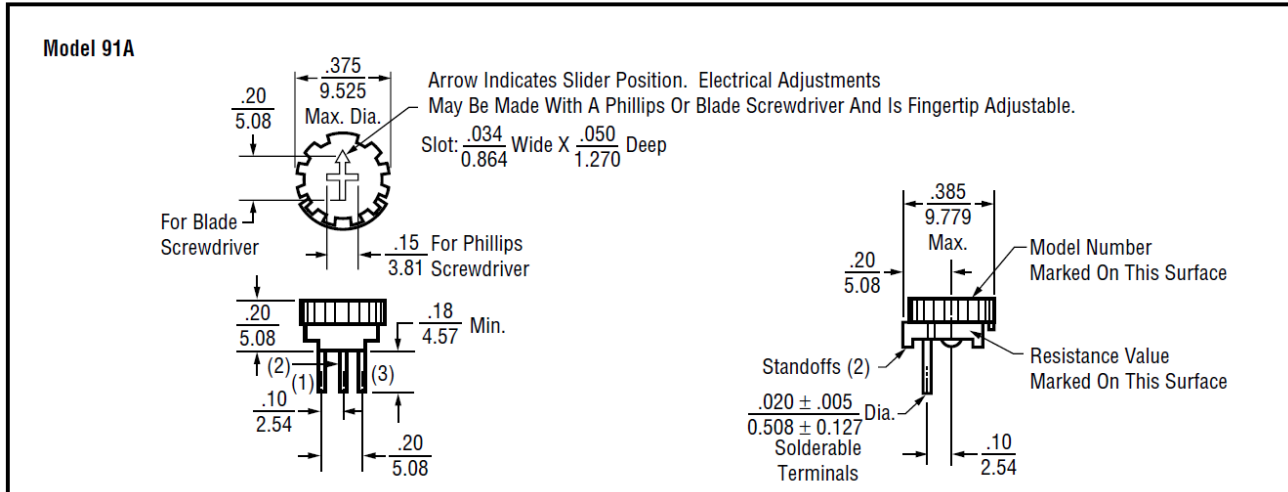 Model 91A
.375
9.525
Max. Dia.
.20
5.08
Arrow Indicates Slider Position. Electrical Adjustments
May Be Made With A Phillips Or Blade Screwdriver And Is Fingertip Adjustable.
Slot: .034 / 0.864 Wide X .050 / 1.270 Deep
For Blade
Screwdriver
.15
3.81
For Phillips
Screwdriver
.20
5.08
.18
4.57
Min.
(2)
(1)
(3)
.10
2.54
.20
5.08
.385
9.779
Max.
.20
5.08
Model Number
Marked On This Surface
Standoffs (2)
Resistance Value
Marked On This Surface
.020 ± .005
0.508 ± 0.127
Dia.
Solderable
Terminals
.10
2.54